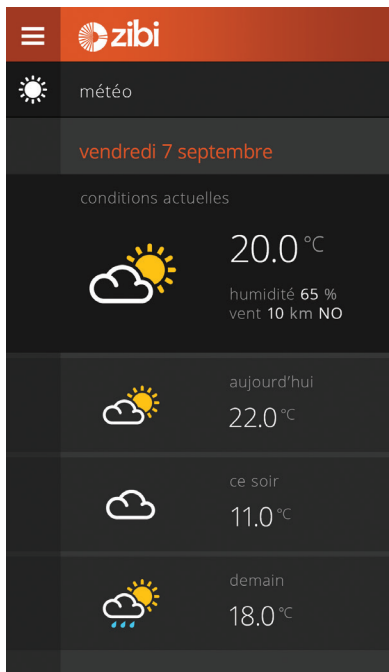 zibi
météo
vendredi 7 septembre
conditions actuelles
20.0 °C
humidité 65 %
vent 10 km NO
aujourd'hui
22.0 °C
ce soir
11.0 °C
demain
18.0 °C